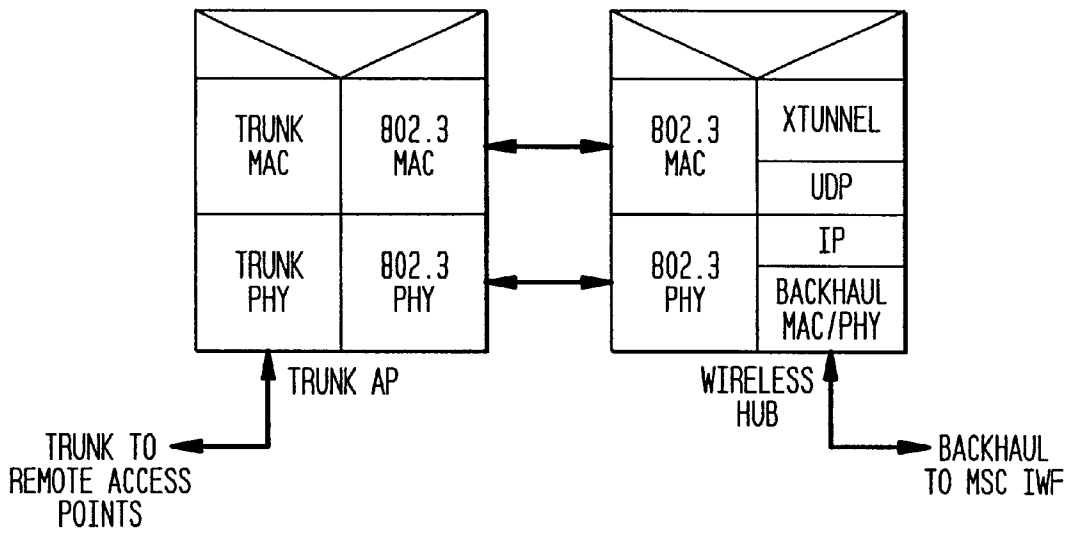 TRUNK
MAC
802.3
MAC
802.3
MAC
XTUNNEL
UDP
TRUNK
PHY
802.3
PHY
802.3
PHY
IP
BACKHAUL
MAC/PHY
TRUNK AP
WIRELESS
HUB
TRUNK TO
REMOTE ACCESS
POINTS
BACKHAUL
TO MSC IWF